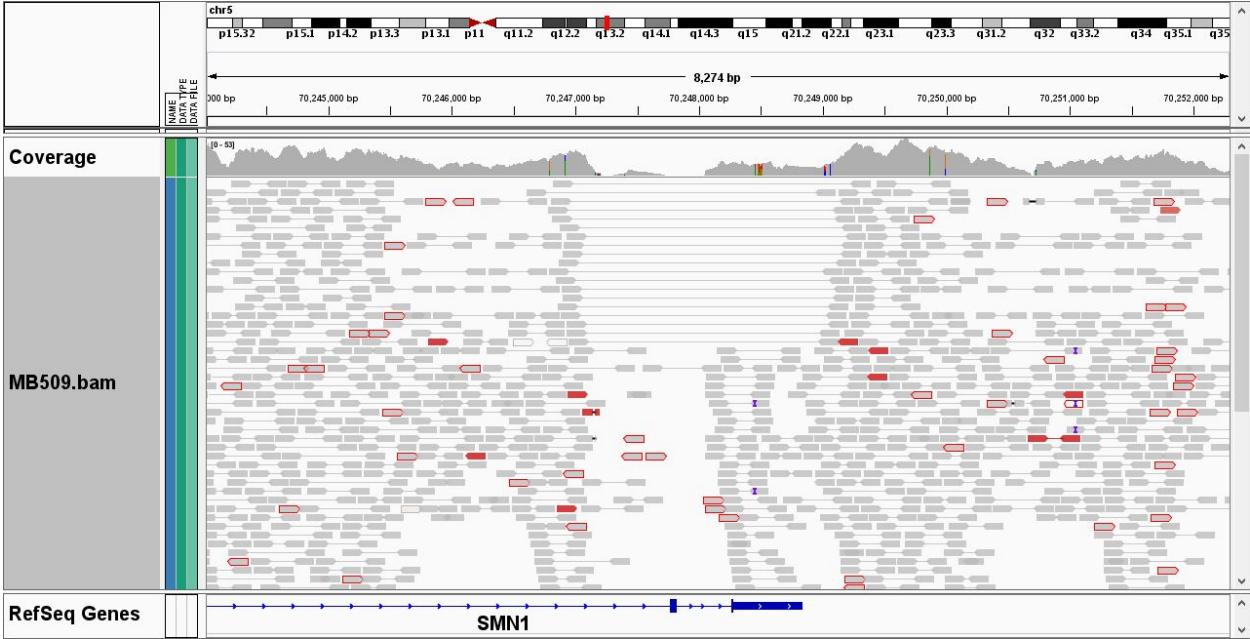 chr5
p15.32 p15.1 p14.2 p13.3 p13.1 p11 q11.2 q12.2 q13.2 q14.1 q14.3 q15 q21.2 q22.1 q23.1 q23.3 q31.2 q32 q33.2 q34 q35.1 q35
8,274 bp
000 bp 70,245,000 bp 70,246,000 bp 70,247,000 bp 70,248,000 bp 70,249,000 bp 70,250,000 bp 70,251,000 bp 70,252,000 bp
NAME
DATA TYPE
DATA FILE
Coverage
[0 - 53]
MB509.bam
RefSeq Genes
SMN1